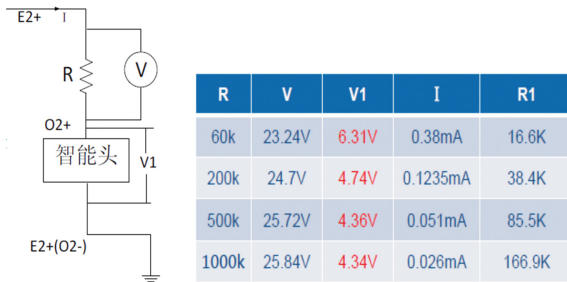 E2+ I
R
V
O2+
智能头
V1
E2+(O2-)
R V V1 I R1
60k 23.24V 6.31V 0.38mA 16.6K
200k 24.7V 4.74V 0.1235mA 38.4K
500k 25.72V 4.36V 0.051mA 85.5K
1000k 25.84V 4.34V 0.026mA 166.9K